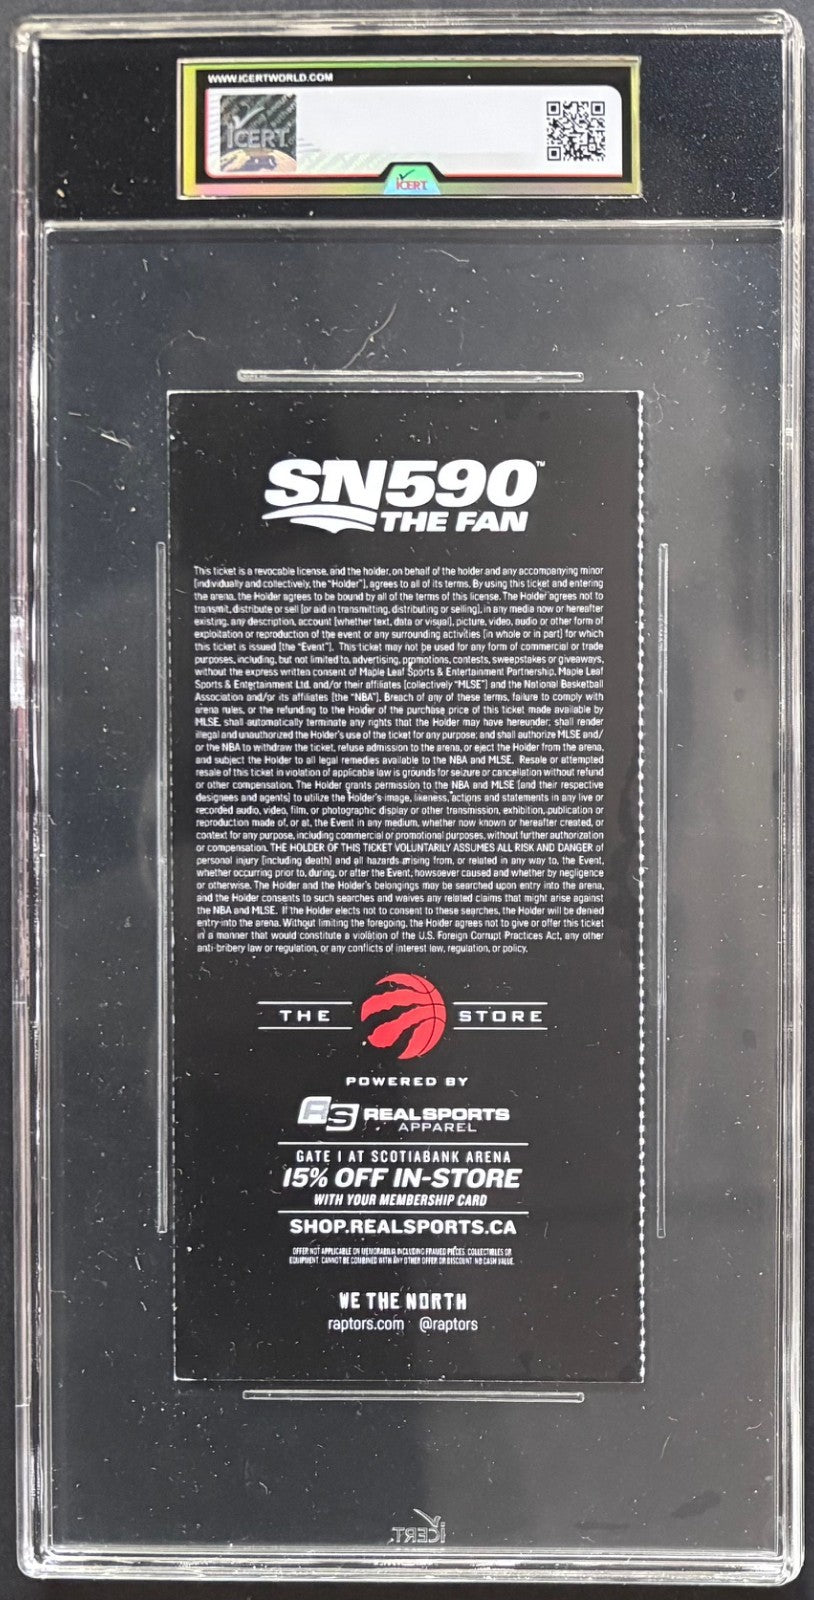 WWW.ICERTWORLD.COM
iCERT
iCERT
SN590™
THE FAN
This ticket is a revocable license, and the holder, on behalf of the holder and any accompanying minor
[individually and collectively, the "Holder"], agrees to all of its terms. By using this ticket and entering
the arena, the Holder agrees to be bound by all of the terms of this license. The Holder agrees not to
transmit, distribute or sell [or aid in transmitting, distributing or selling], in any media now or hereafter
existing, any description, account [whether text, data or visual], picture, video, audio or other form of
exploitation or reproduction of the event or any surrounding activities [in whole or in part] for which
this ticket is issued [the "Event"]. This ticket may not be used for any form of commercial or trade
purposes, including, but not limited to, advertising, promotions, contests, sweepstakes or giveaways,
without the express written consent of Maple Leaf Sports & Entertainment Partnership, Maple Leaf
Sports & Entertainment Ltd. and/or their affiliates [collectively "MLSE"] and the National Basketball
Association and/or its affiliates [the "NBA"]. Breach of any of these terms, failure to comply with
arena rules, or the refunding to the Holder of the purchase price of this ticket made available by
MLSE, shall automatically terminate any rights that the Holder may have hereunder; shall render
illegal and unauthorized the Holder's use of the ticket for any purpose; and shall authorize MLSE and/
or the NBA to withdraw the ticket, refuse admission to the arena, or eject the Holder from the arena,
and subject the Holder to all legal remedies available to the NBA and MLSE. Resale or attempted
resale of this ticket in violation of applicable law is grounds for seizure or cancellation without refund
or other compensation. The Holder grants permission to the NBA and MLSE [and their respective
designees and agents] to utilize the Holder's image, likeness, actions and statements in any live or
recorded audio, video, film, or photographic display or other transmission, exhibition, publication or
reproduction made of, or at, the Event in any medium, whether now known or hereafter created, or
context for any purpose, including commercial or promotional purposes, without further authorization
or compensation. THE HOLDER OF THIS TICKET VOLUNTARILY ASSUMES ALL RISK AND DANGER of
personal injury [including death] and all hazards arising from, or related in any way to, the Event,
whether occurring prior to, during, or after the Event, howsoever caused and whether by negligence
or otherwise. The Holder and the Holder's belongings may be searched upon entry into the arena,
and the Holder consents to such searches and waives any related claims that might arise against
the NBA and MLSE. If the Holder elects not to consent to these searches, the Holder will be denied
entry into the arena. Without limiting the foregoing, the Holder agrees not to give or offer this ticket
in a manner that would constitute a violation of the U.S. Foreign Corrupt Practices Act, any other
anti-bribery law or regulation, or any conflicts of interest law, regulation, or policy.
THE STORE
POWERED BY
RS REAL SPORTS
APPAREL
GATE 1 AT SCOTIABANK ARENA
15% OFF IN-STORE
WITH YOUR MEMBERSHIP CARD
SHOP.REALSPORTS.CA
OFFER NOT APPLICABLE ON MEMORABILIA INCLUDING FRAMED PIECES, COLLECTIBLES OR
EQUIPMENT. CANNOT BE COMBINED WITH ANY OTHER OFFER OR DISCOUNT. NO CASH VALUE.
WE THE NORTH
raptors.com @raptors
iCERT